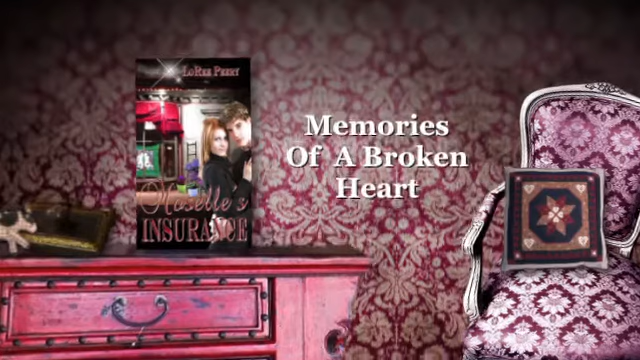 LoRee Peery
Moselle's
INSURANCE
Memories
Of A Broken
Heart